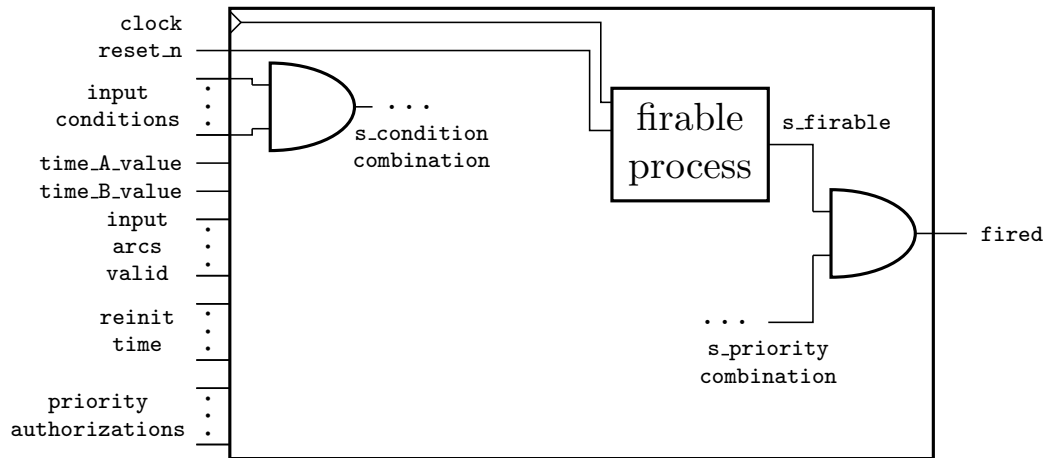 clock
reset_n
input
conditions
time_A_value
time_B_value
input
arcs
valid
reinit
time
priority
authorizations
. . .
s_condition
combination
firable
process
s_firable
. . .
s_priority
combination
fired